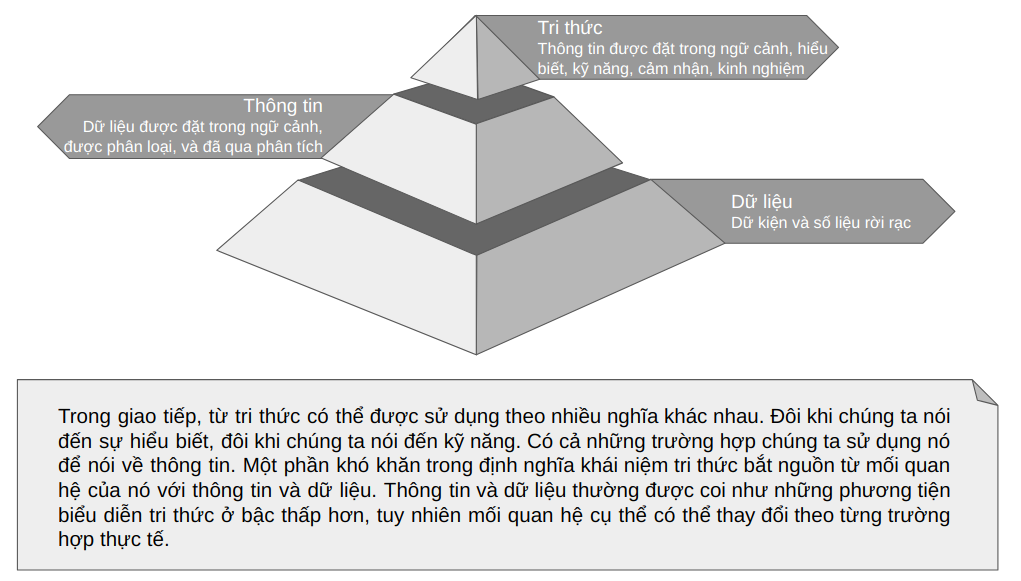 Tri thức
Thông tin được đặt trong ngữ cảnh, hiểu
biết, kỹ năng, cảm nhận, kinh nghiệm
Thông tin
Dữ liệu được đặt trong ngữ cảnh,
được phân loại, và đã qua phân tích
Dữ liệu
Dữ kiện và số liệu rời rạc
Trong giao tiếp, từ tri thức có thể được sử dụng theo nhiều nghĩa khác nhau. Đôi khi chúng ta nói
đến sự hiểu biết, đôi khi chúng ta nói đến kỹ năng. Có cả những trường hợp chúng ta sử dụng nó
để nói về thông tin. Một phần khó khăn trong định nghĩa khái niệm tri thức bắt nguồn từ mối quan
hệ của nó với thông tin và dữ liệu. Thông tin và dữ liệu thường được coi như những phương tiện
biểu diễn tri thức ở bậc thấp hơn, tuy nhiên mối quan hệ cụ thể có thể thay đổi theo từng trường
hợp thực tế.